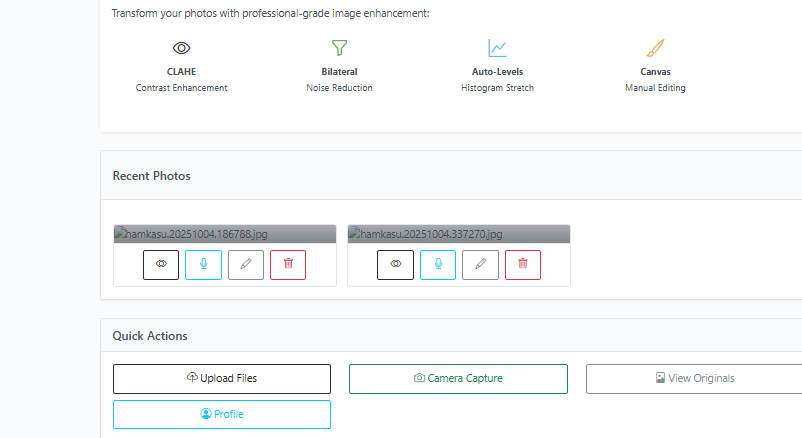 Transform your photos with professional-grade image enhancement:
CLAHE
Contrast Enhancement
Bilateral
Noise Reduction
Auto-Levels
Histogram Stretch
Canvas
Manual Editing
Recent Photos
hamkasu.20251004.186788.jpg
hamkasu.20251004.337270.jpg
Quick Actions
Upload Files
Camera Capture
View Originals
Profile